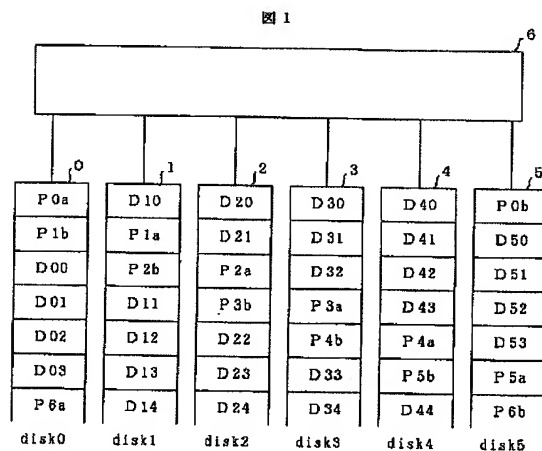 図1
6
0 1 2 3 4 5
P0a D10 D20 D30 D40 P0b
P1b P1a D21 D31 D41 D50
D00 P2b P2a D32 D42 D51
D01 D11 P3b P3a D43 D52
D02 D12 D22 P4b P4a D53
D03 D13 D23 D33 P5b P5a
P6a D14 D24 D34 D44 P6b
disk0 disk1 disk2 disk3 disk4 disk5